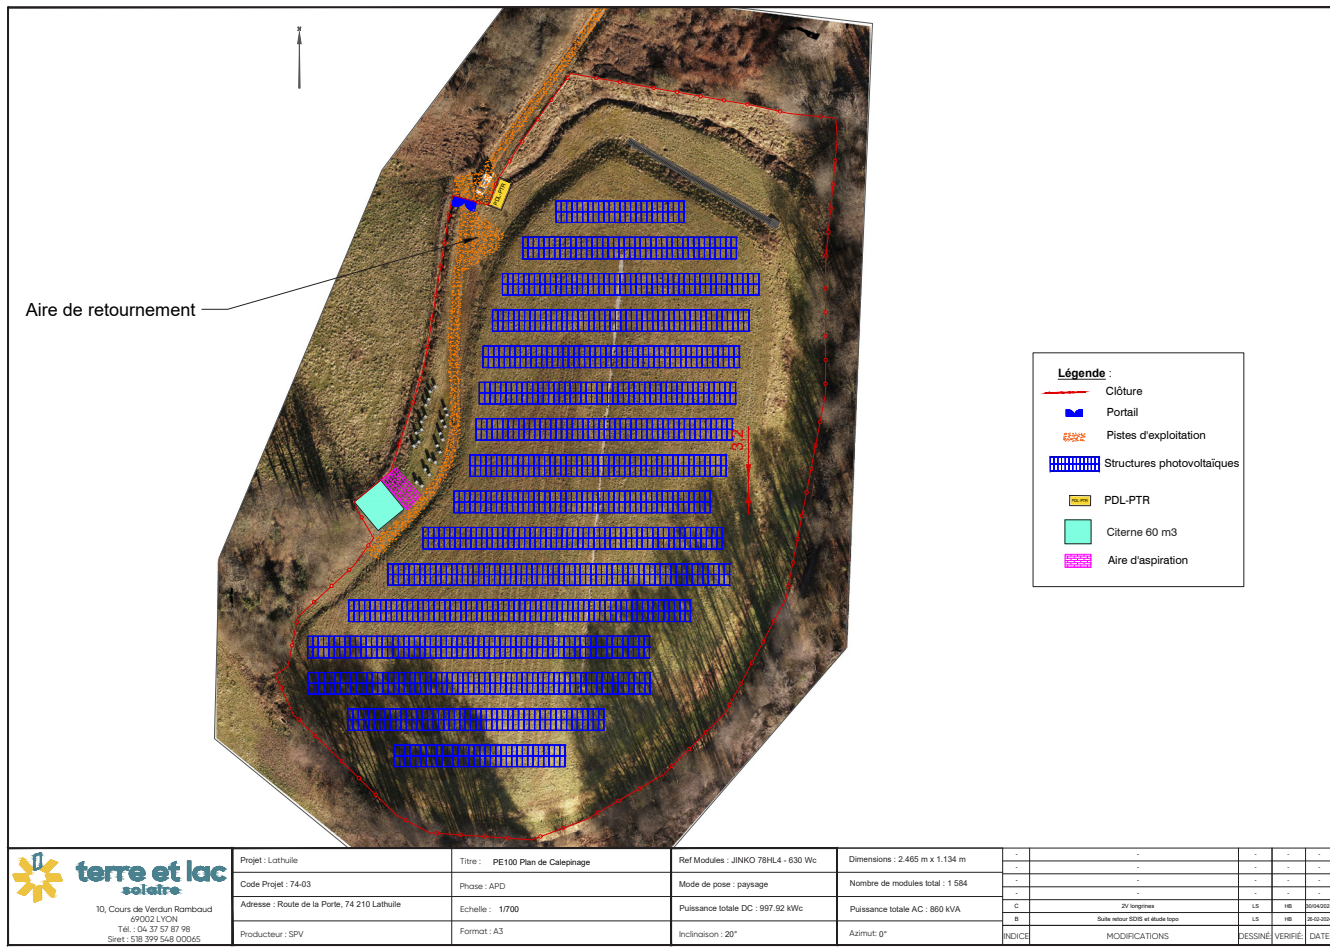 N
PDL-PTR
Aire de retournement
3.2
Légende :
Clôture
Portail
Pistes d'exploitation
Structures photovoltaïques
PDL-PTR
PDL-PTR
Citerne 60 m3
Aire d'aspiration
terre et lac
solaire
10, Cours de Verdun Rambaud
69002 LYON
Tél. : 04 37 57 87 98
Siret : 518 399 548 00065
Projet : Lathuile
Code Projet : 74-03
Adresse : Route de la Porte, 74 210 Lathuile
Producteur : SPV
Titre : PE100 Plan de Calepinage
Phase : APD
Echelle : 1/700
Format : A3
Ref Modules : JINKO 78HL4 - 630 Wc
Mode de pose : paysage
Puissance totale DC : 997.92 kWc
Inclinaison : 20°
Dimensions : 2.465 m x 1.134 m
Nombre de modules total : 1 584
Puissance totale AC : 860 kVA
Azimut: 0°
- - - - -
- - - - -
- - - - -
- - - - -
C 2V longrines LS HB
B Suite retour SDIS et étude topo LS HB
INDICE MODIFICATIONS DESSINÉ: VERIFIÉ: DATE